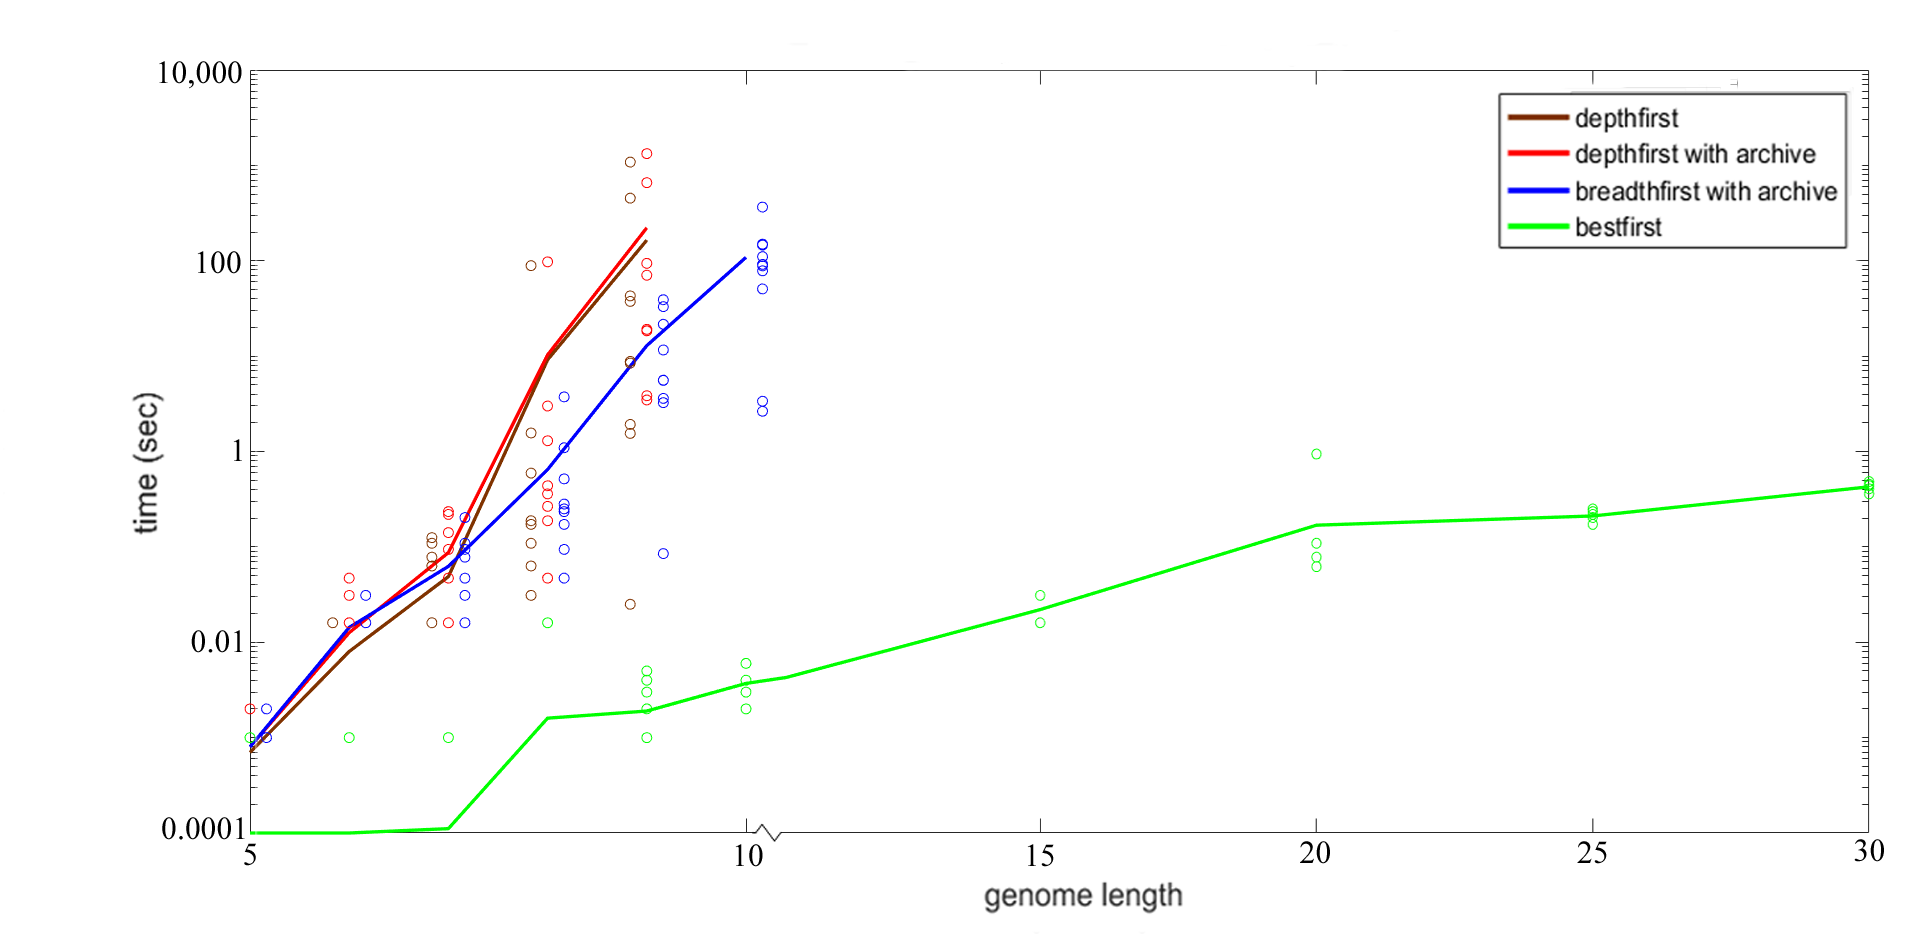 10,000
100
1
0.01
0.0001
time (sec)
depthfirst
depthfirst with archive
breadthfirst with archive
bestfirst
5
10
15
20
25
30
genome length